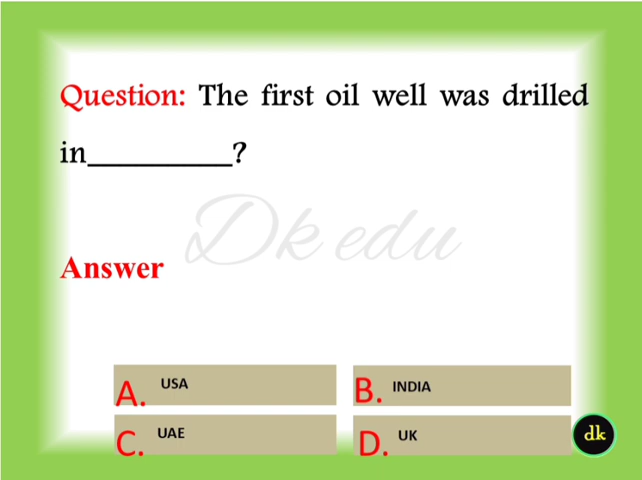 Question: The first oil well was drilled
in__________?
Dk edu
Answer
A. USA
B. INDIA
C. UAE
D. UK
dk